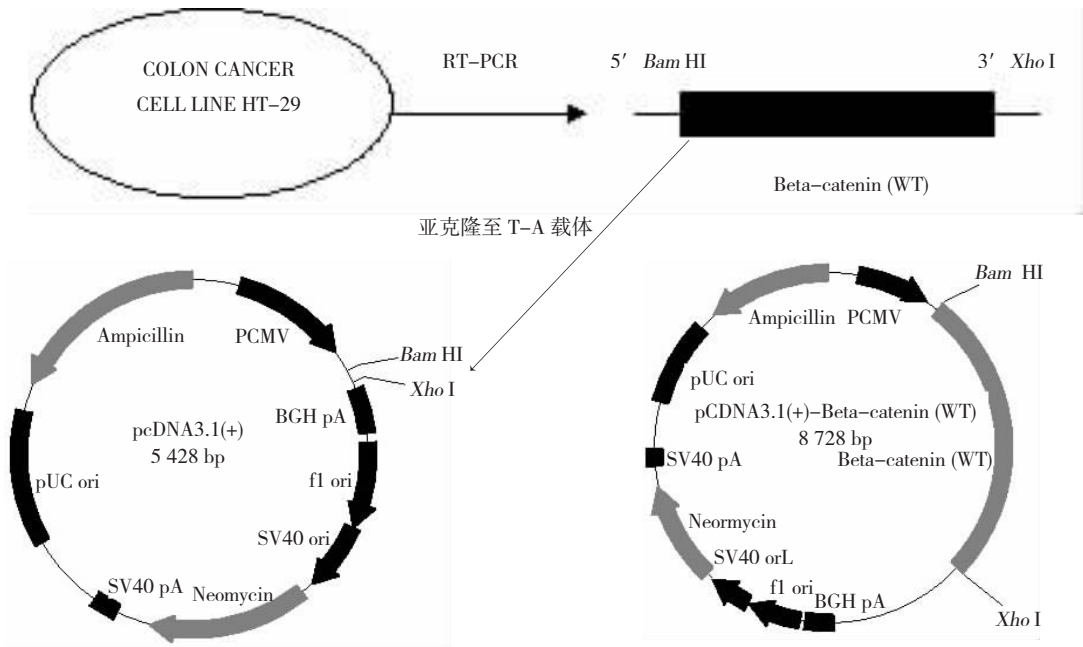 COLON CANCER
CELL LINE HT-29
RT-PCR
5′ Bam HI
3′ Xho I
Beta-catenin (WT)
亚克隆至 T-A 载体
Ampicillin
PCMV
Bam HI
Xho I
BGH pA
pcDNA3.1(+)
5 428 bp
pUC ori
f1 ori
SV40 ori
SV40 pA
Neomycin
Bam HI
Ampicillin
PCMV
pUC ori
pCDNA3.1(+)-Beta-catenin (WT)
8 728 bp
SV40 pA
Beta-catenin (WT)
Neormycin
SV40 orL
f1 ori
BGH pA
Xho I